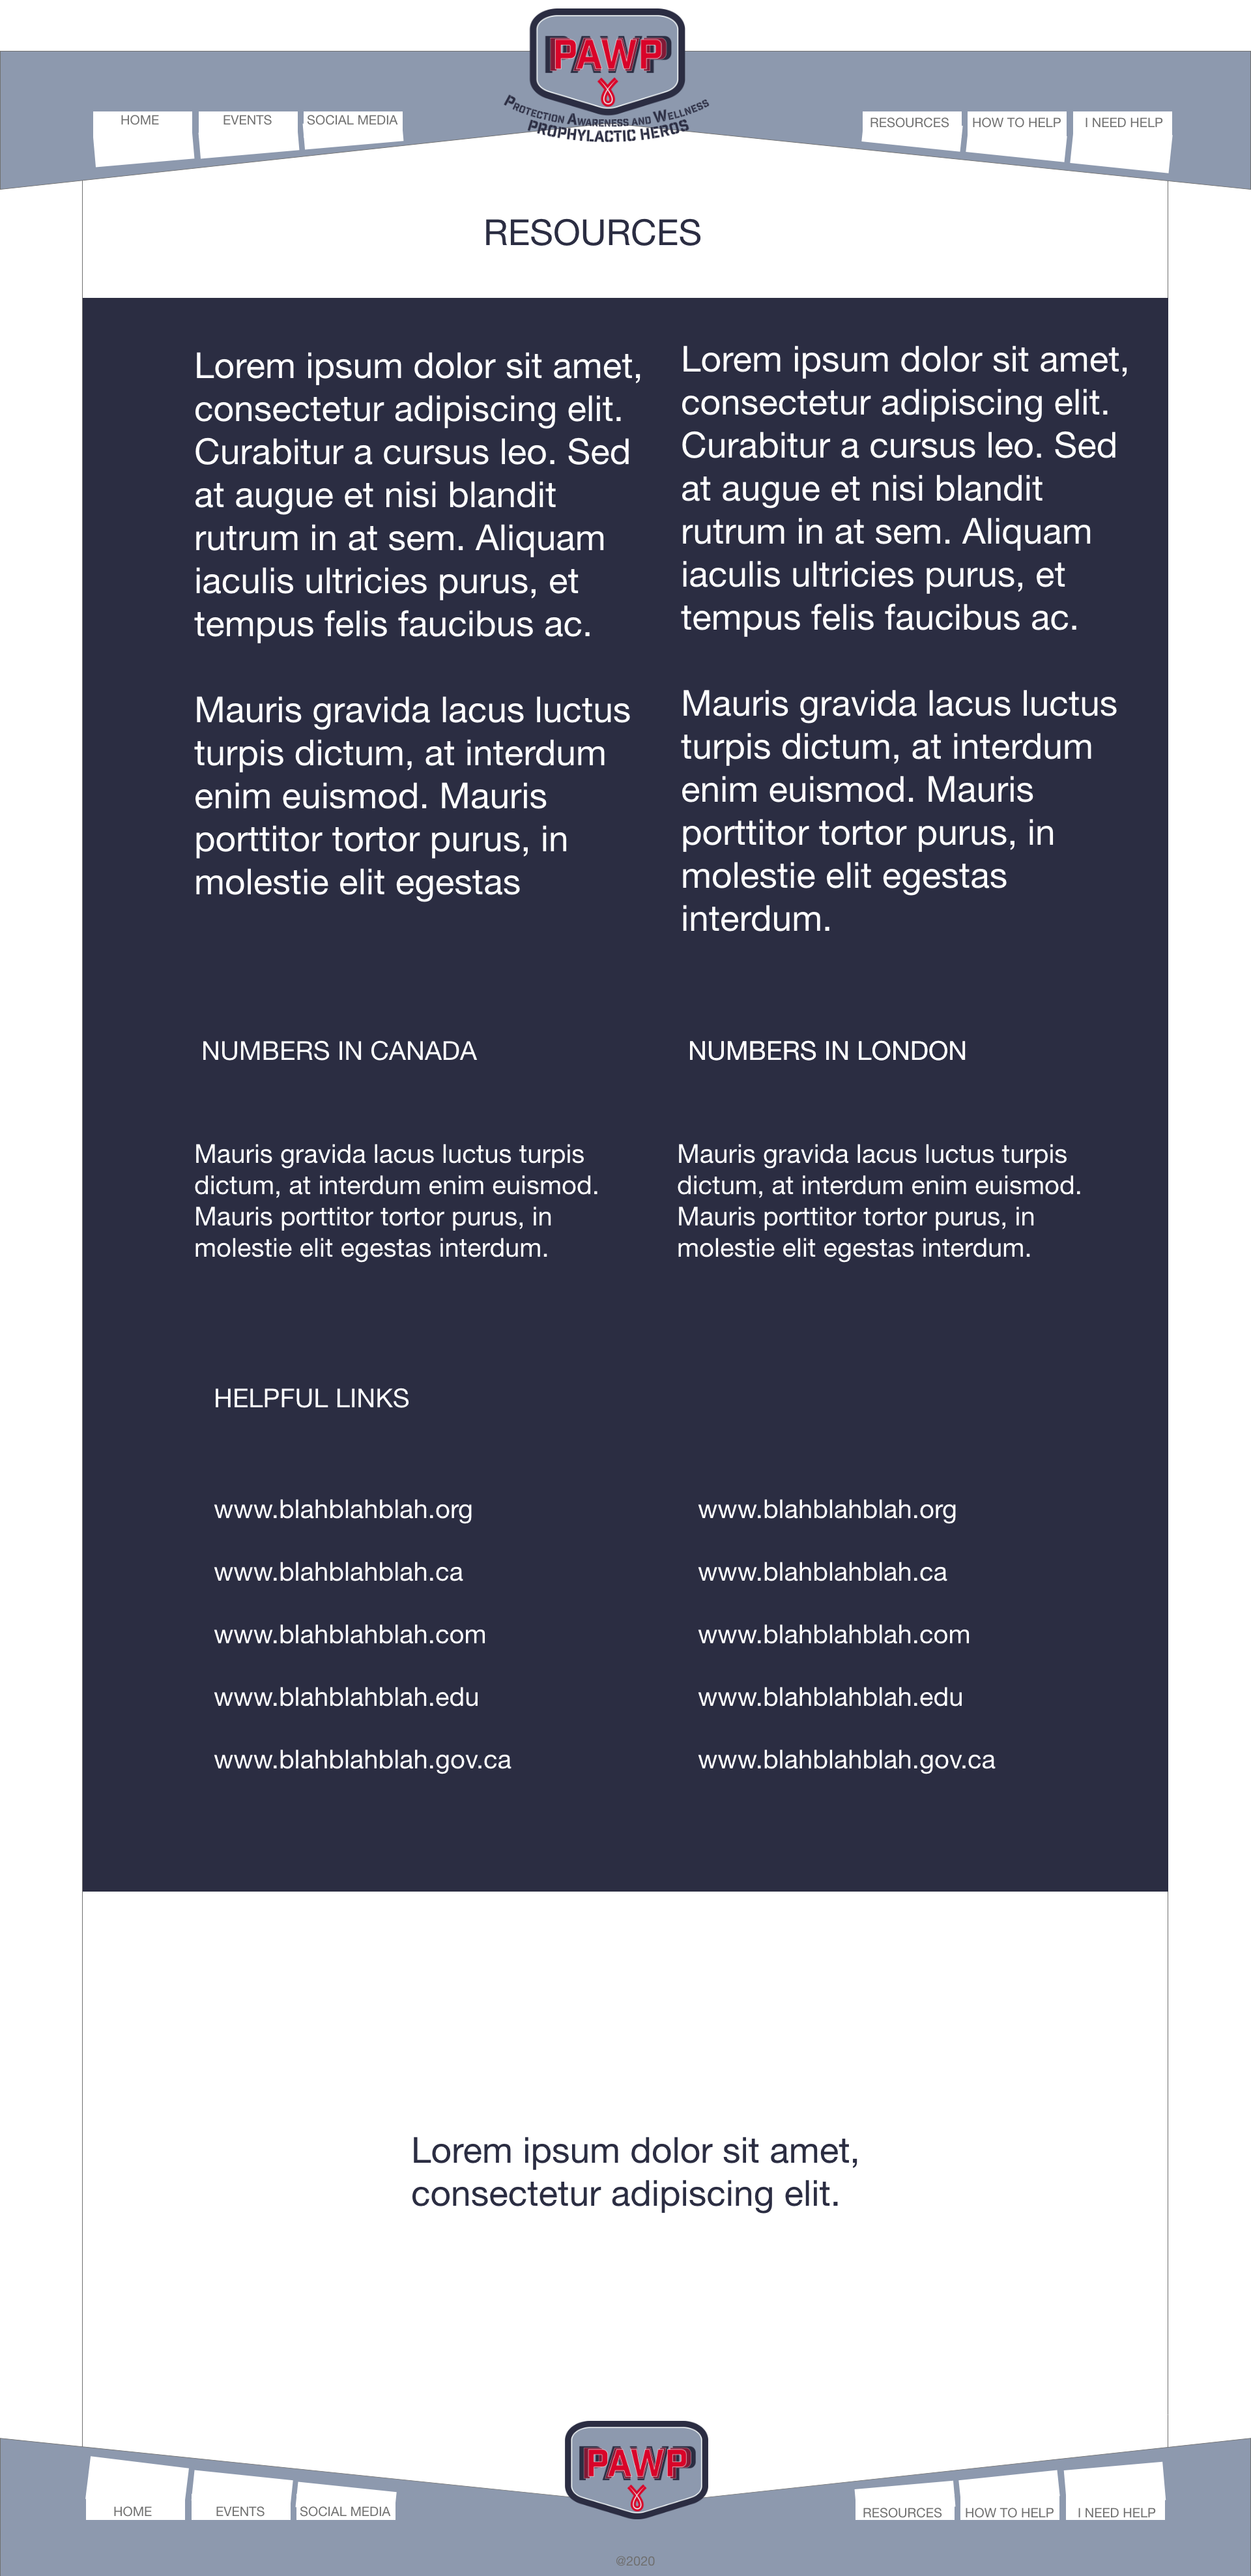 PAWP
PROTECTION AWARENESS AND WELLNESS
PROPHYLACTIC HEROS
HOME
EVENTS
SOCIAL MEDIA
RESOURCES
HOW TO HELP
I NEED HELP
RESOURCES
Lorem ipsum dolor sit amet,
consectetur adipiscing elit.
Curabitur a cursus leo. Sed
at augue et nisi blandit
rutrum in at sem. Aliquam
iaculis ultricies purus, et
tempus felis faucibus ac.
Mauris gravida lacus luctus
turpis dictum, at interdum
enim euismod. Mauris
porttitor tortor purus, in
molestie elit egestas
Lorem ipsum dolor sit amet,
consectetur adipiscing elit.
Curabitur a cursus leo. Sed
at augue et nisi blandit
rutrum in at sem. Aliquam
iaculis ultricies purus, et
tempus felis faucibus ac.
Mauris gravida lacus luctus
turpis dictum, at interdum
enim euismod. Mauris
porttitor tortor purus, in
molestie elit egestas
interdum.
NUMBERS IN CANADA
Mauris gravida lacus luctus turpis
dictum, at interdum enim euismod.
Mauris porttitor tortor purus, in
molestie elit egestas interdum.
NUMBERS IN LONDON
Mauris gravida lacus luctus turpis
dictum, at interdum enim euismod.
Mauris porttitor tortor purus, in
molestie elit egestas interdum.
HELPFUL LINKS
www.blahblahblah.org
www.blahblahblah.ca
www.blahblahblah.com
www.blahblahblah.edu
www.blahblahblah.gov.ca
www.blahblahblah.org
www.blahblahblah.ca
www.blahblahblah.com
www.blahblahblah.edu
www.blahblahblah.gov.ca
Lorem ipsum dolor sit amet,
consectetur adipiscing elit.
PAWP
HOME
EVENTS
SOCIAL MEDIA
RESOURCES
HOW TO HELP
I NEED HELP
@2020